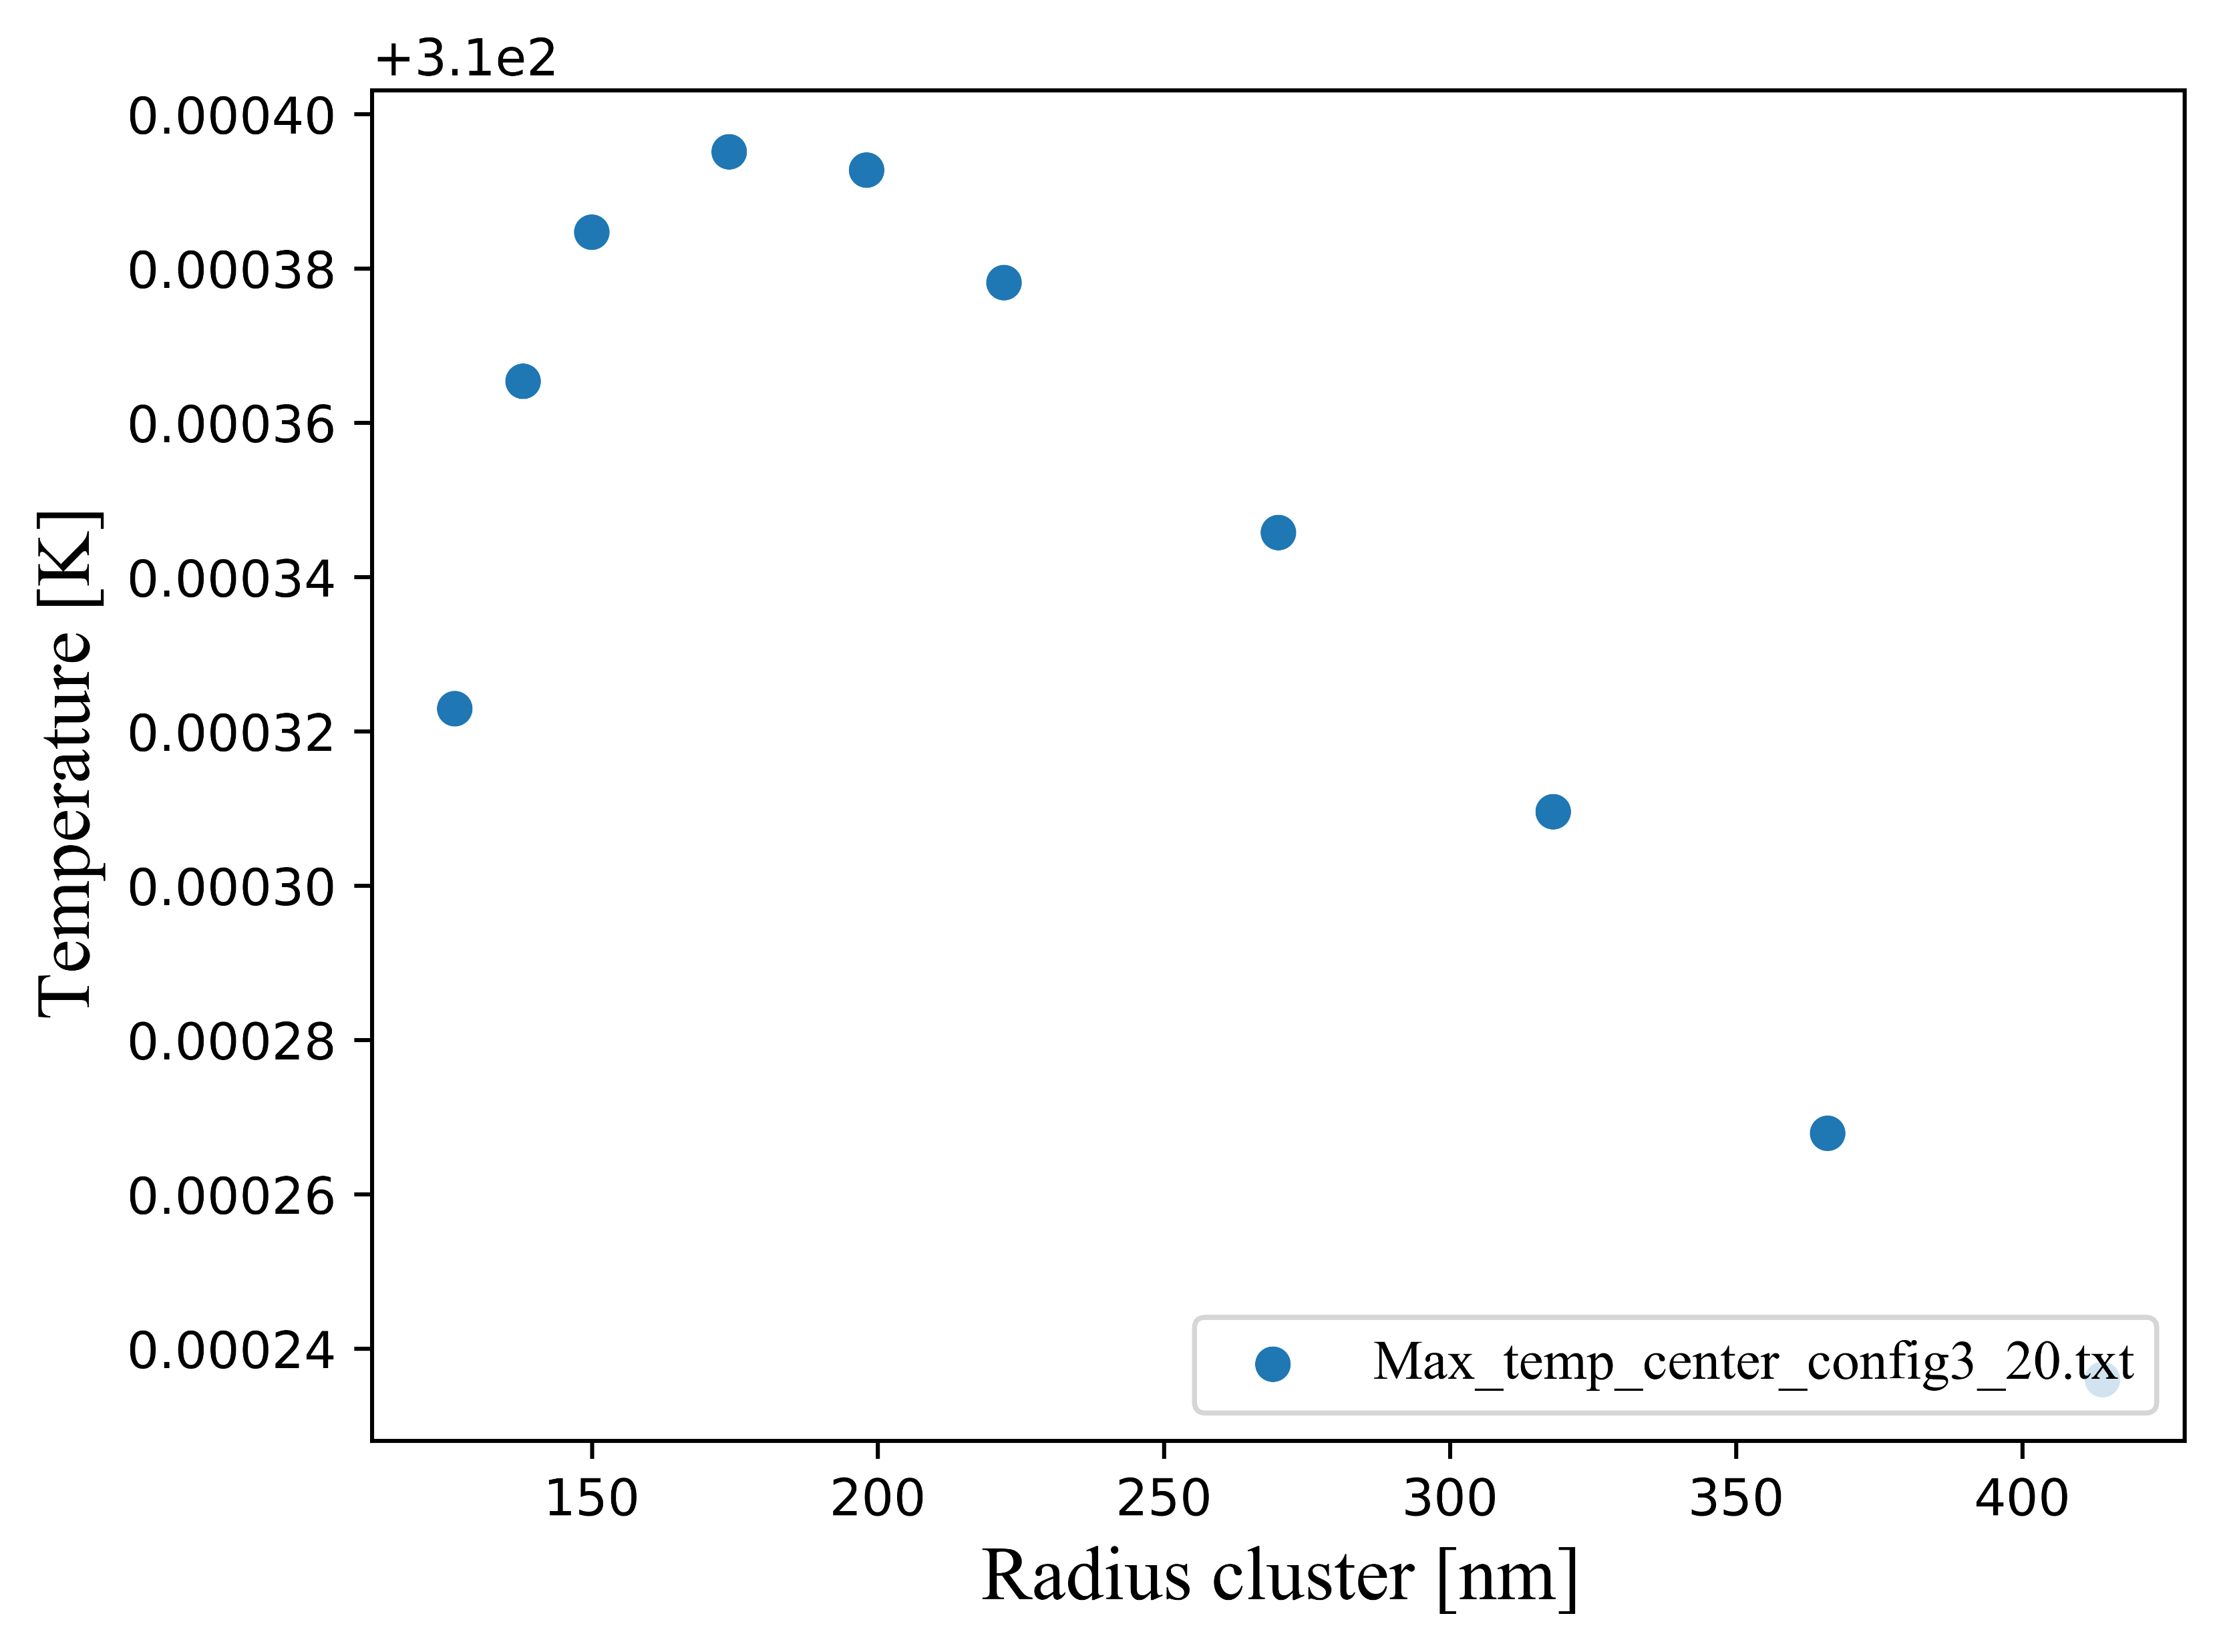 +3.1e2
0.00040
0.00038
0.00036
0.00034
0.00032
0.00030
0.00028
0.00026
0.00024
Temperature [K]
Max_temp_center_config3_20.txt
150 200 250 300 350 400
Radius cluster [nm]